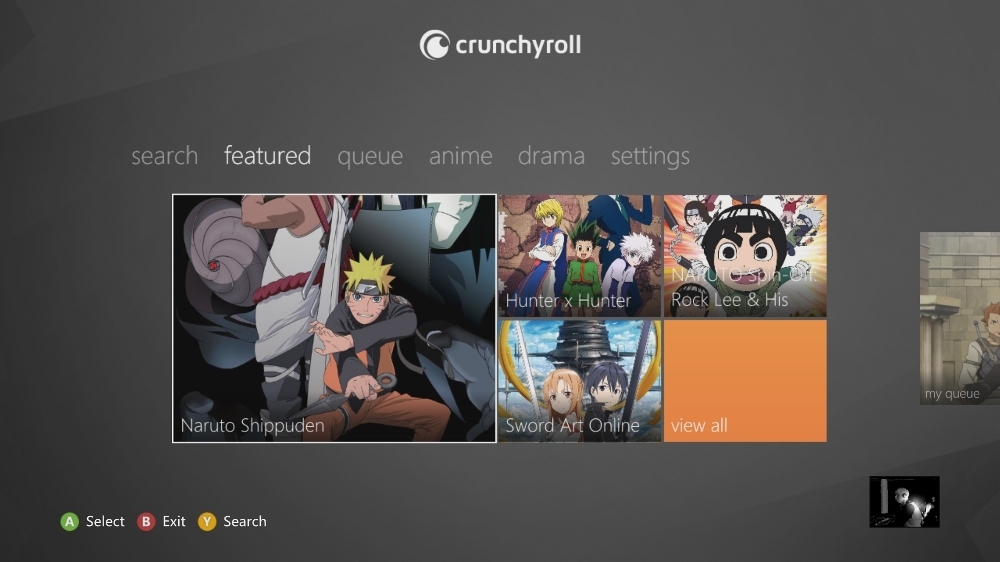 crunchyroll
search featured queue anime drama settings
Naruto Shippuden
Hunter x Hunter
NARUTO Spin-Off:
Rock Lee & His
Sword Art Online
view all
my queue
A Select B Exit Y Search